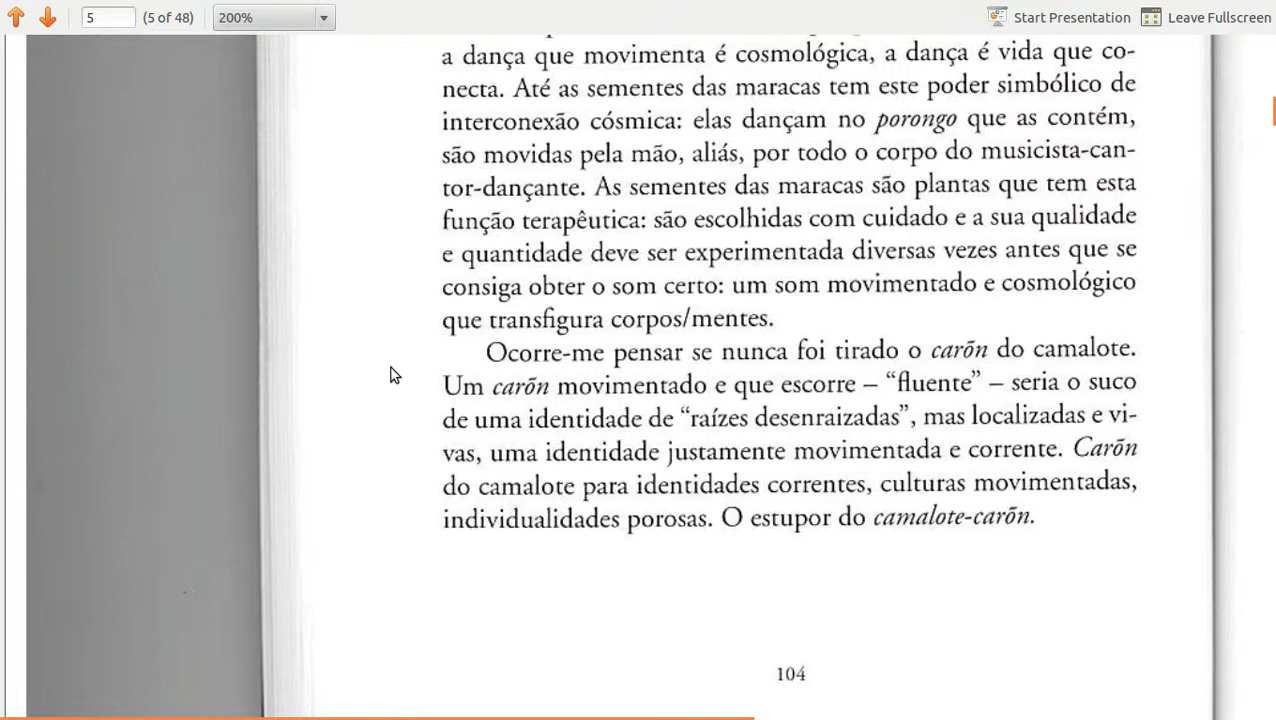 5 (5 of 48) 200% Start Presentation Leave Fullscreen
a dança que movimenta é cosmológica, a dança é vida que co-
necta. Até as sementes das maracas tem este poder simbólico de
interconexão cósmica: elas dançam no porongo que as contém,
são movidas pela mão, aliás, por todo o corpo do musicista-can-
tor-dançante. As sementes das maracas são plantas que tem esta
função terapêutica: são escolhidas com cuidado e a sua qualidade
e quantidade deve ser experimentada diversas vezes antes que se
consiga obter o som certo: um som movimentado e cosmológico
que transfigura corpos/mentes.
Ocorre-me pensar se nunca foi tirado o carõn do camalote.
Um carõn movimentado e que escorre – “fluente” – seria o suco
de uma identidade de “raízes desenraizadas”, mas localizadas e vi-
vas, uma identidade justamente movimentada e corrente. Carõn
do camalote para identidades correntes, culturas movimentadas,
individualidades porosas. O estupor do camalote-carõn.
104